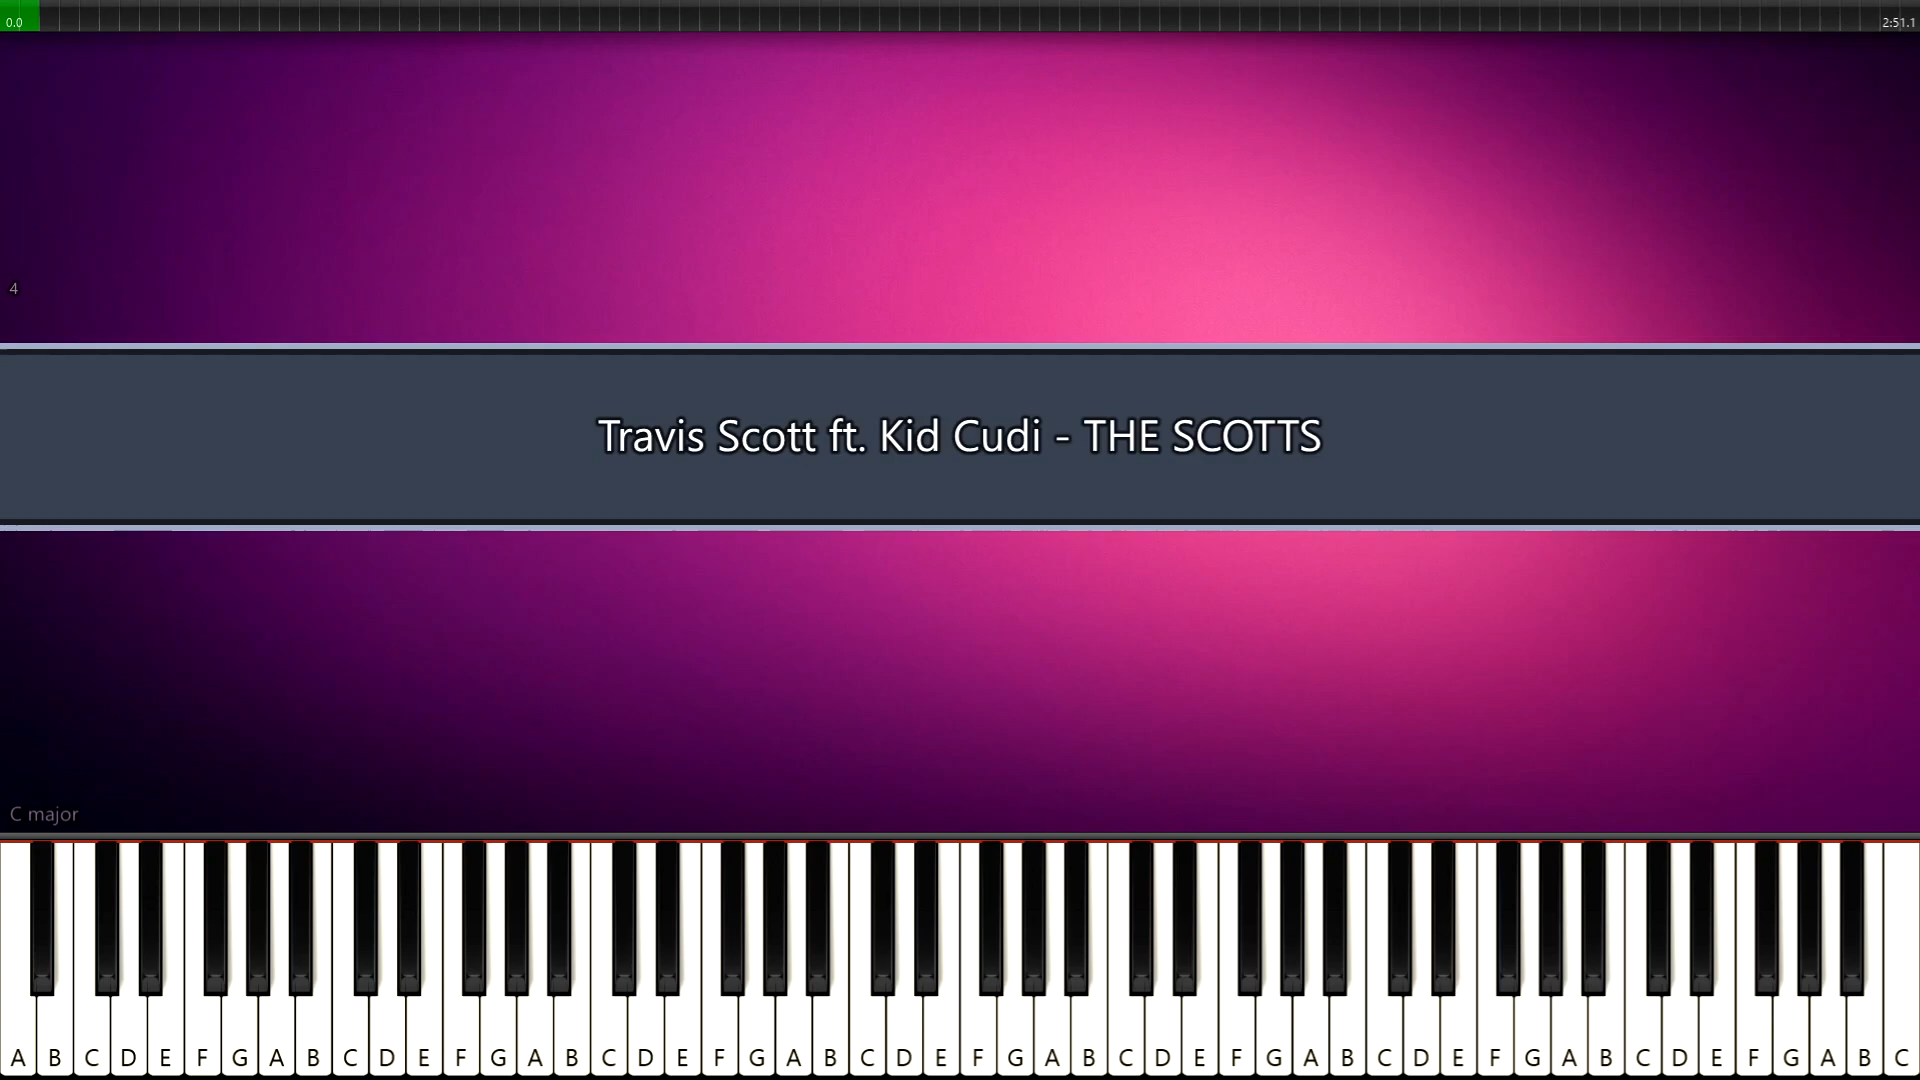 0.0 2:51.1
4
Travis Scott ft. Kid Cudi - THE SCOTTS
C major
A B C D E F G A B C D E F G A B C D E F G A B C D E F G A B C D E F G A B C D E F G A B C D E F G A B C